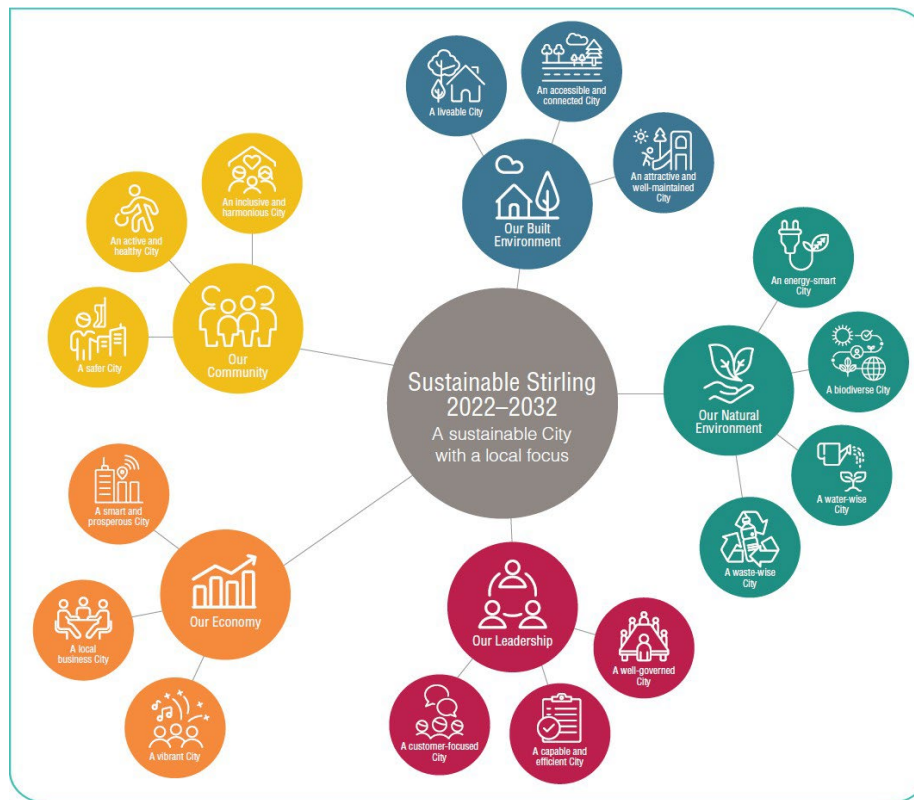 A liveable City
An accessible and
connected City
An attractive and
well-maintained
City
Our Built
Environment
An inclusive and
harmonious City
An active and
healthy City
A safer City
Our
Community
An energy-smart
City
A biodiverse City
A water-wise
City
A waste-wise
City
Our Natural
Environment
Sustainable Stirling
2022–2032
A sustainable City
with a local focus
A smart and
prosperous City
A local
business City
A vibrant City
Our Economy
Our Leadership
A well-governed
City
A capable and
efficient City
A customer-focused
City